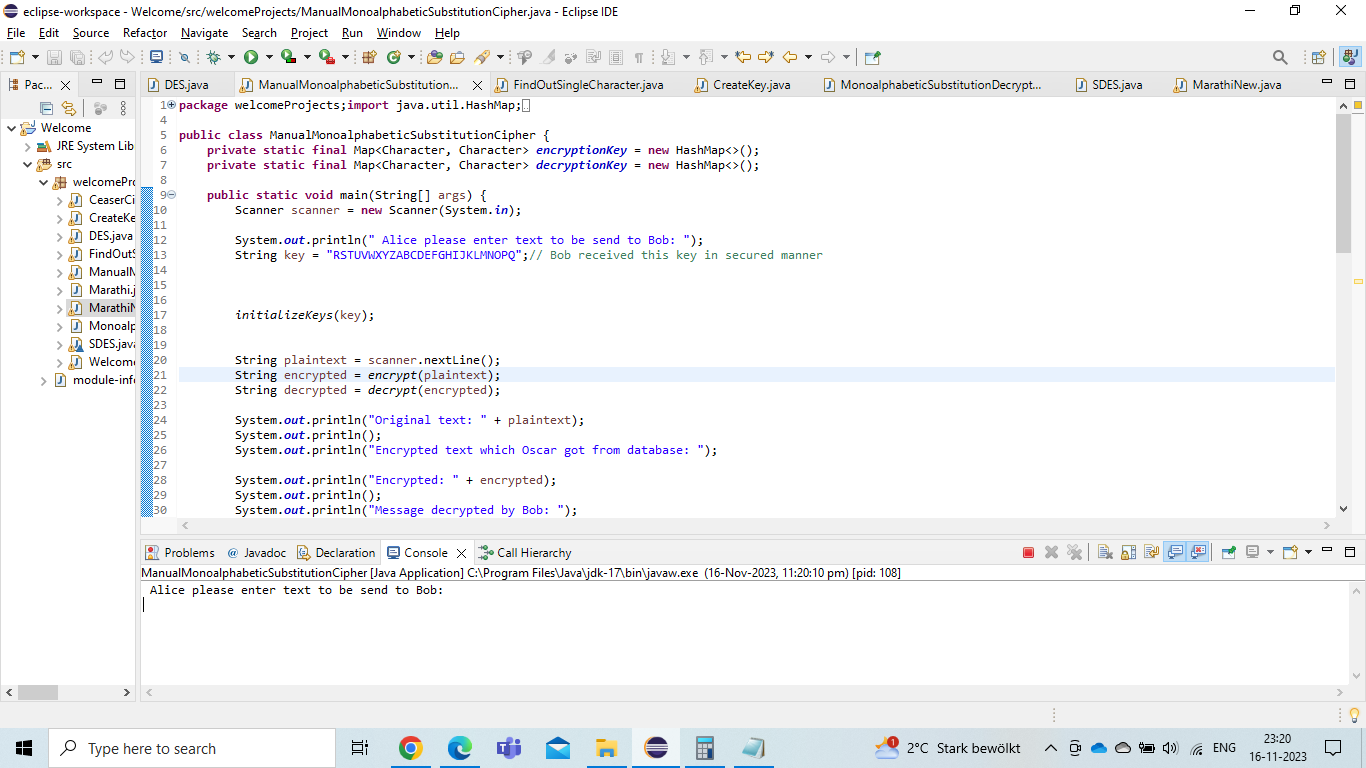 eclipse-workspace - Welcome/src/welcomeProjects/ManualMonoalphabeticSubstitutionCipher.java - Eclipse IDE
File Edit Source Refactor Navigate Search Project Run Window Help
Pac...
DES.java ManualMonoalphabeticSubstitution... FindOutSingleCharacter.java CreateKey.java MonoalphabeticSubstitutionDecrypt... SDES.java MarathiNew.java
Welcome
JRE System Lib
src
welcomePro
CeaserCi
CreateKe
DES.java
FindOutS
ManualM
Marathi.j
MarathiN
Monoalp
SDES.java
Welcome
module-info
1 package welcomeProjects;import java.util.HashMap;
4
5 public class ManualMonoalphabeticSubstitutionCipher {
6 private static final Map<Character, Character> encryptionKey = new HashMap<>();
7 private static final Map<Character, Character> decryptionKey = new HashMap<>();
8
9 public static void main(String[] args) {
10 Scanner scanner = new Scanner(System.in);
11
12 System.out.println(" Alice please enter text to be send to Bob: ");
13 String key = "RSTUVWXYZABCDEFGHIJKLMNOPQ";// Bob received this key in secured manner
14
15
16
17 initializeKeys(key);
18
19
20 String plaintext = scanner.nextLine();
21 String encrypted = encrypt(plaintext);
22 String decrypted = decrypt(encrypted);
23
24 System.out.println("Original text: " + plaintext);
25 System.out.println();
26 System.out.println("Encrypted text which Oscar got from database: ");
27
28 System.out.println("Encrypted: " + encrypted);
29 System.out.println();
30 System.out.println("Message decrypted by Bob: ");
Problems @ Javadoc Declaration Console Call Hierarchy
ManualMonoalphabeticSubstitutionCipher [Java Application] C:\Program Files\Java\jdk-17\bin\javaw.exe (16-Nov-2023, 11:20:10 pm) [pid: 108]
Alice please enter text to be send to Bob:
Type here to search
1
2°C Stark bewölkt
ENG
23:20
16-11-2023